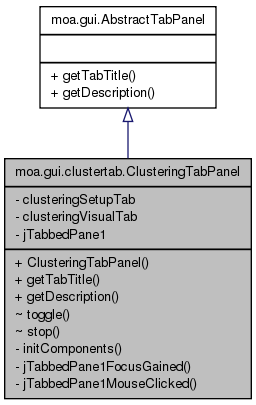 moa.gui.AbstractTabPanel
+ getTabTitle()
+ getDescription()
moa.gui.clustertab.ClusteringTabPanel
- clusteringSetupTab
- clusteringVisualTab
- jTabbedPane1
+ ClusteringTabPanel()
+ getTabTitle()
+ getDescription()
~ toggle()
~ stop()
- initComponents()
- jTabbedPane1FocusGained()
- jTabbedPane1MouseClicked()